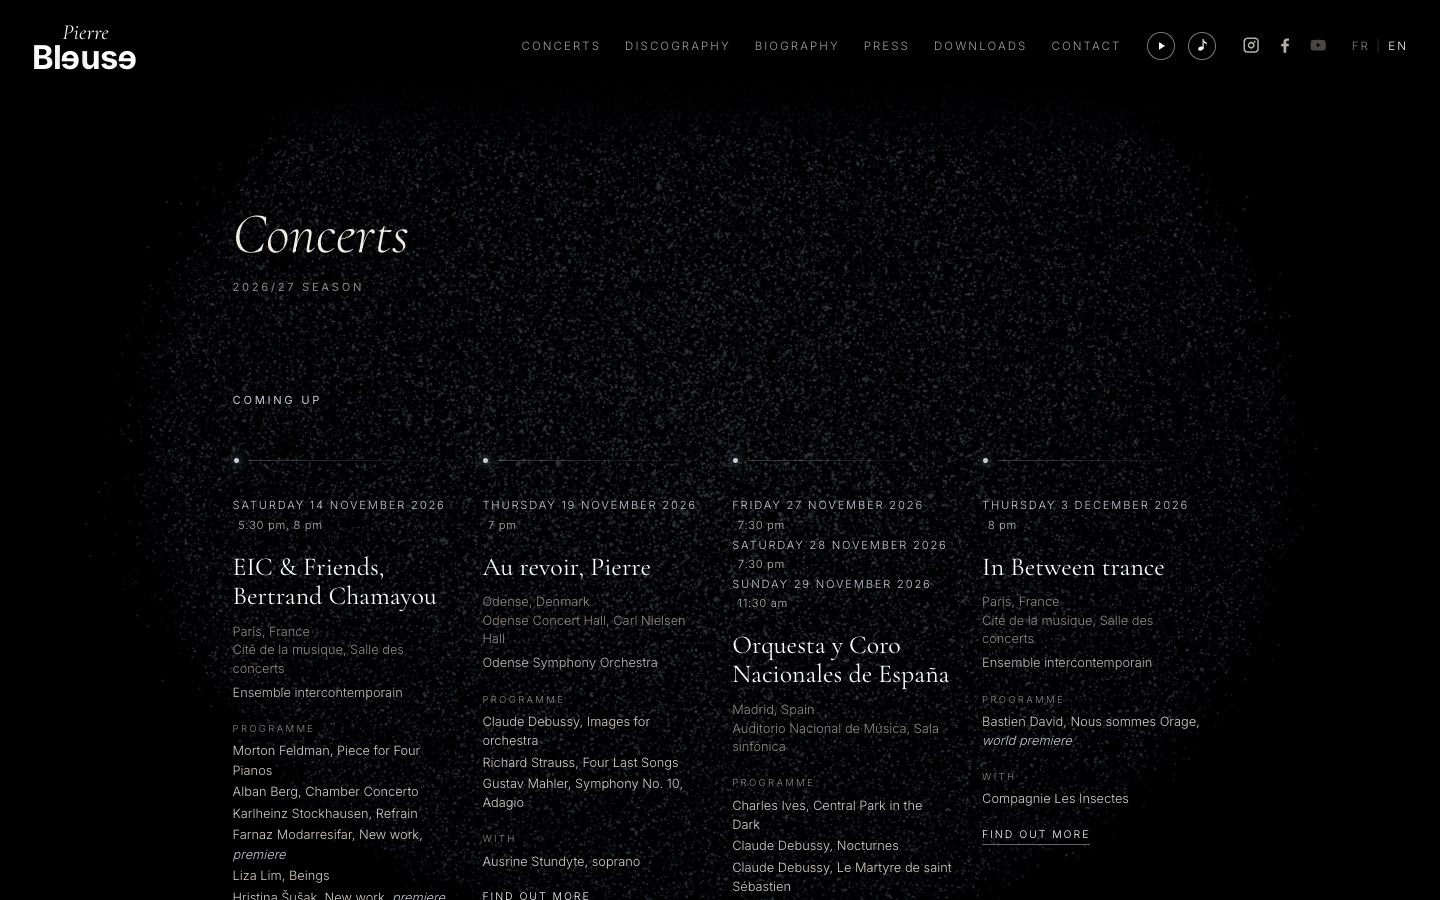 Pierre
Bleuse
CONCERTS DISCOGRAPHY BIOGRAPHY PRESS DOWNLOADS CONTACT FR EN
Concerts
2026/27 SEASON
COMING UP
SATURDAY 14 NOVEMBER 2026
5:30 pm, 8 pm
EIC & Friends,
Bertrand Chamayou
Paris, France
Cité de la musique, Salle des
concerts
Ensemble intercontemporain
PROGRAMME
Morton Feldman, Piece for Four
Pianos
Alban Berg, Chamber Concerto
Karlheinz Stockhausen, Refrain
Farnaz Modarresifar, New work,
premiere
Liza Lim, Beings
Hristina Šušak, New work, premiere
THURSDAY 19 NOVEMBER 2026
7 pm
Au revoir, Pierre
Odense, Denmark
Odense Concert Hall, Carl Nielsen
Hall
Odense Symphony Orchestra
PROGRAMME
Claude Debussy, Images for
orchestra
Richard Strauss, Four Last Songs
Gustav Mahler, Symphony No. 10,
Adagio
WITH
Ausrine Stundyte, soprano
FIND OUT MORE
FRIDAY 27 NOVEMBER 2026
7:30 pm
SATURDAY 28 NOVEMBER 2026
7:30 pm
SUNDAY 29 NOVEMBER 2026
11:30 am
Orquesta y Coro
Nacionales de España
Madrid, Spain
Auditorio Nacional de Música, Sala
sinfónica
PROGRAMME
Charles Ives, Central Park in the
Dark
Claude Debussy, Nocturnes
Claude Debussy, Le Martyre de saint
Sébastien
THURSDAY 3 DECEMBER 2026
8 pm
In Between trance
Paris, France
Cité de la musique, Salle des
concerts
Ensemble intercontemporain
PROGRAMME
Bastien David, Nous sommes Orage,
world premiere
WITH
Compagnie Les Insectes
FIND OUT MORE